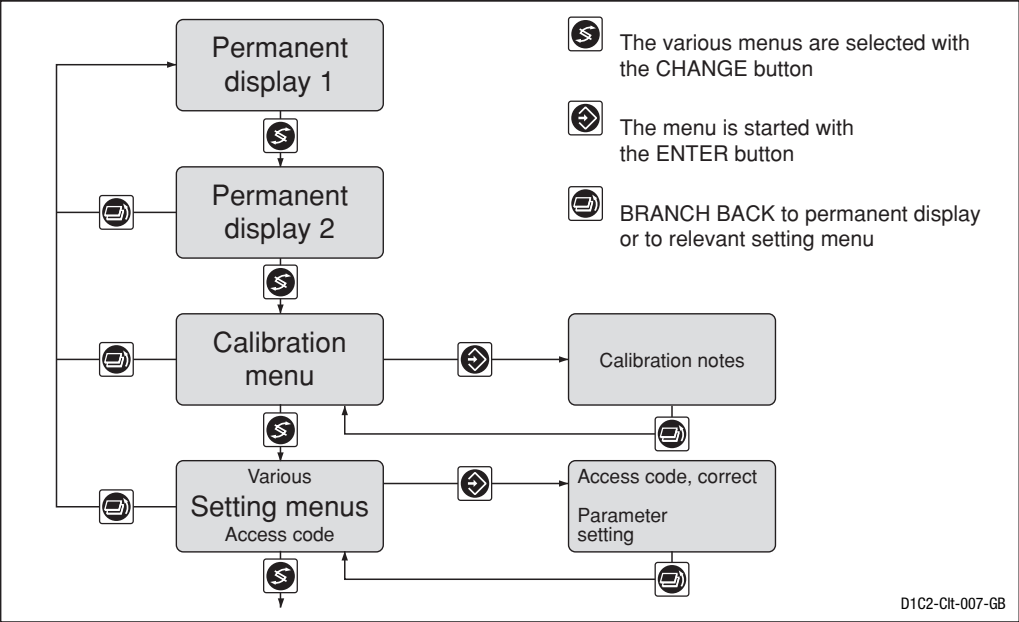 Permanent
display 1
The various menus are selected with
the CHANGE button
The menu is started with
the ENTER button
Permanent
display 2
BRANCH BACK to permanent display
or to relevant setting menu
Calibration
menu
Calibration notes
Various
Setting menus
Access code
Access code, correct
Parameter
setting
D1C2-Clt-007-GB